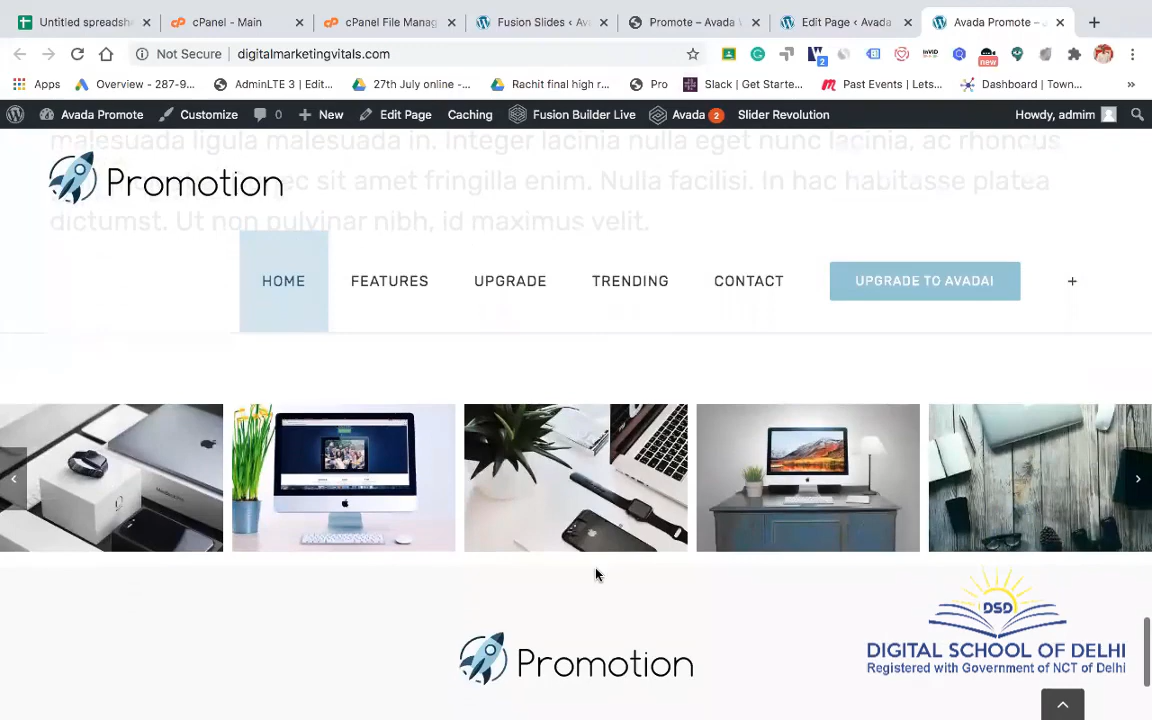 Untitled spreadsh
cPanel - Main
cPanel File Manag
Fusion Slides ‹ Av
Promote – Avada
Edit Page ‹ Avada
Avada Promote –
Not Secure
digitalmarketingvitals.com
2
new
Apps
Overview - 287-9...
AdminLTE 3 | Edit...
27th July online -...
Rachit final high r...
Pro
Slack | Get Starte...
Past Events | Lets...
Dashboard | Town...
Avada Promote
Customize
0
New
Edit Page
Caching
Fusion Builder Live
Avada 2
Slider Revolution
Howdy, admim
malesuada ligula malesuada in. Integer lacinia nulla eget nunc lacinia, ac rhoncus
Promotion
ec sit amet fringilla enim. Nulla facilisi. In hac habitasse platea
dictumst. Ut non pulvinar nibh, id maximus velit.
HOME
FEATURES
UPGRADE
TRENDING
CONTACT
UPGRADE TO AVADA!
DSD
DIGITAL SCHOOL OF DELHI
Registered with Government of NCT of Delhi
Promotion